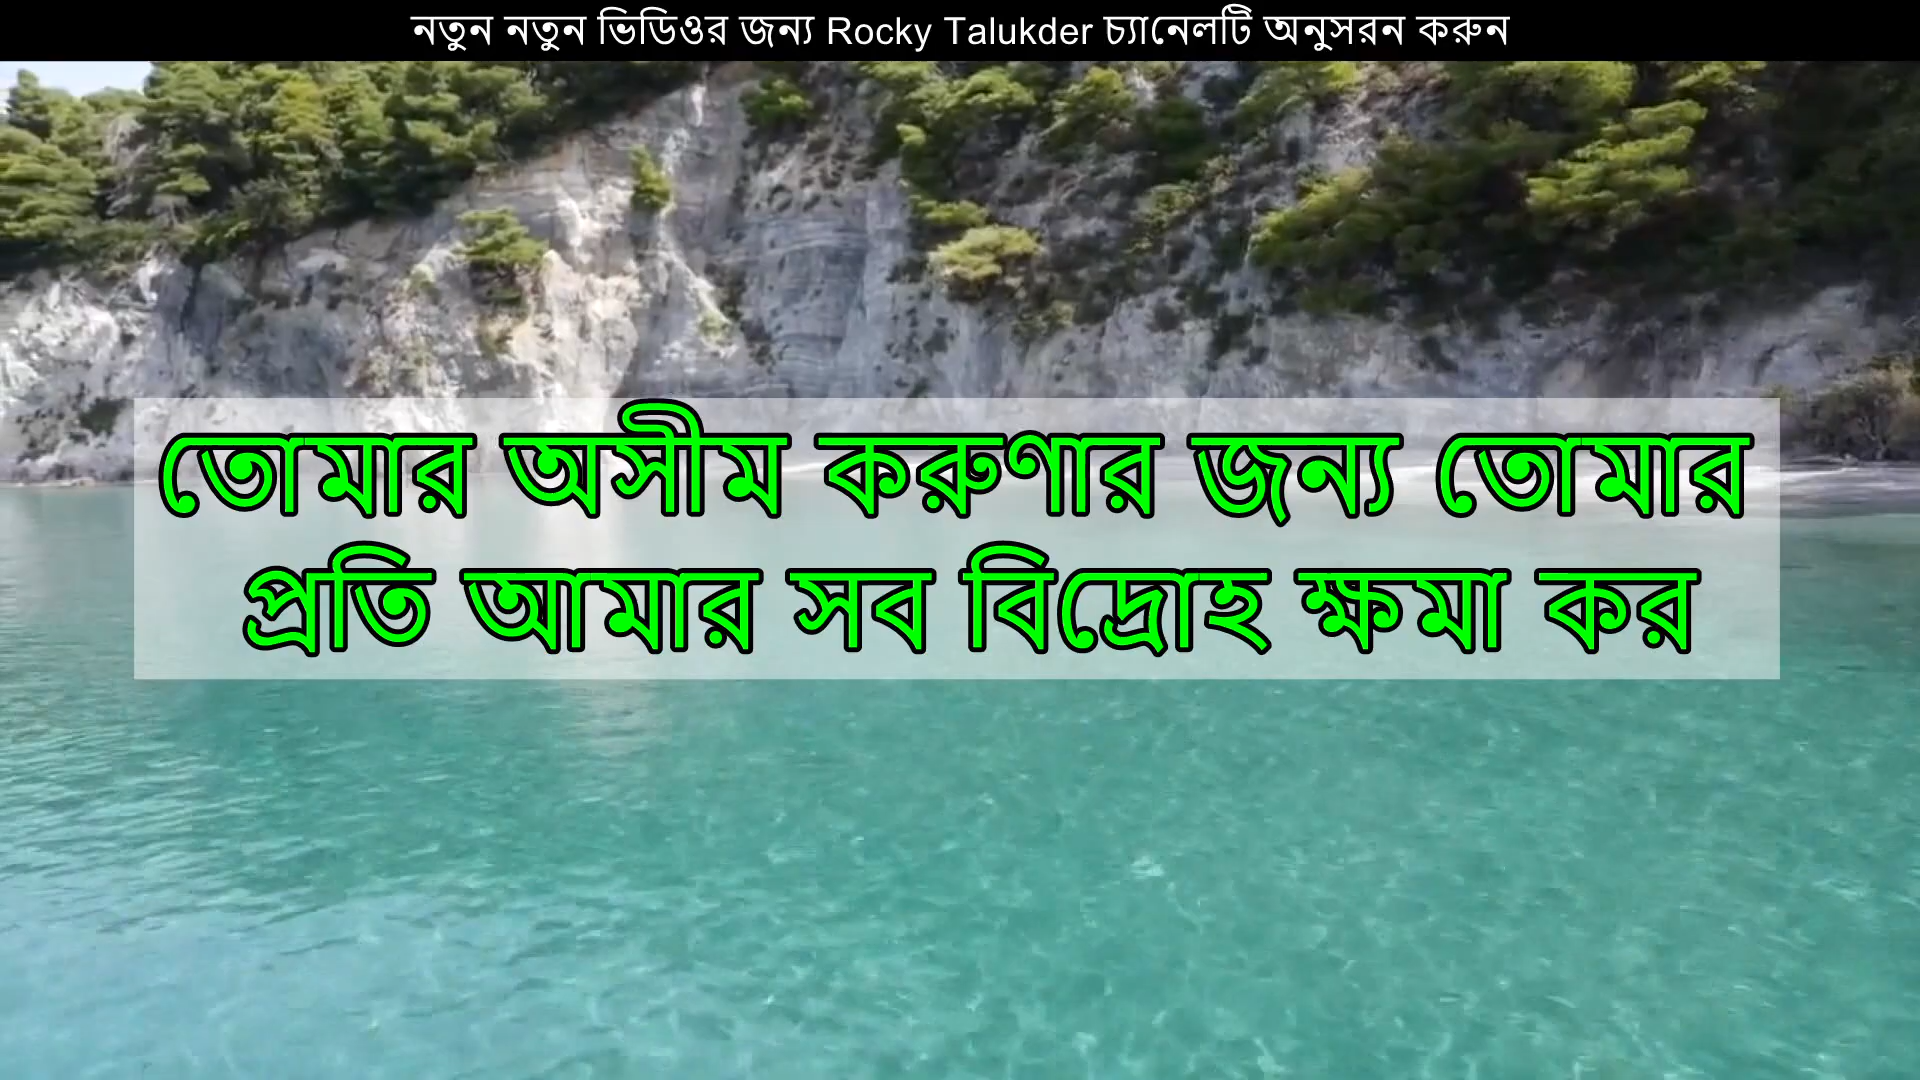 নতুন নতুন ভিডিওর জন্য Rocky Talukder চ্যানেলটি অনুসরন করুন
তোমার অসীম করুণার জন্য তোমার
প্রতি আমার সব বিদ্রোহ ক্ষমা কর